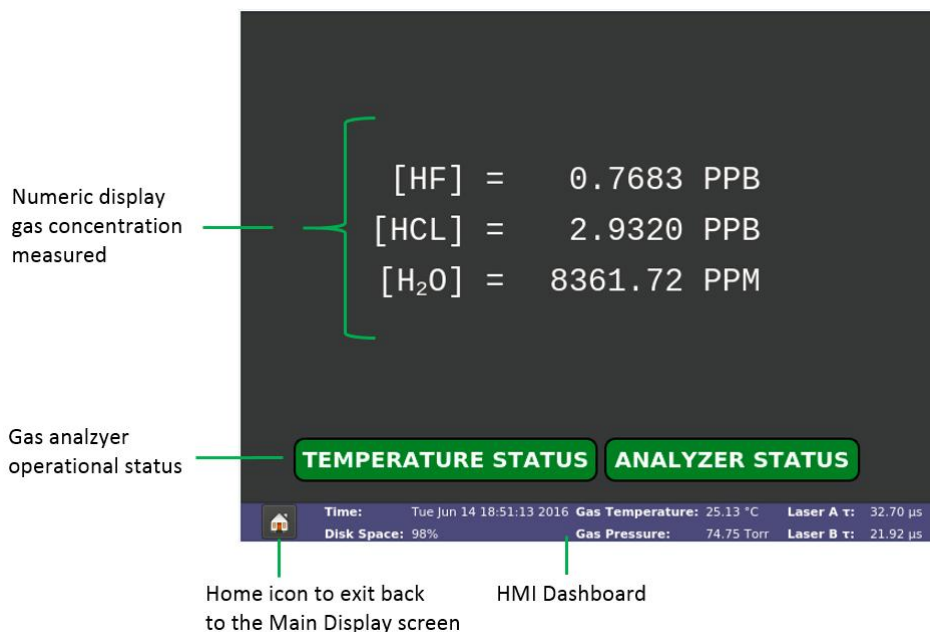 Numeric display
gas concentration
measured
[HF] = 0.7683 PPB
[HCL] = 2.9320 PPB
[H₂O] = 8361.72 PPM
Gas analzyer
operational status
TEMPERATURE STATUS ANALYZER STATUS
Time: Tue Jun 14 18:51:13 2016 Gas Temperature: 25.13 °C Laser A τ: 32.70 µs
Disk Space: 98% Gas Pressure: 74.75 Torr Laser B τ: 21.92 µs
Home icon to exit back
to the Main Display screen
HMI Dashboard